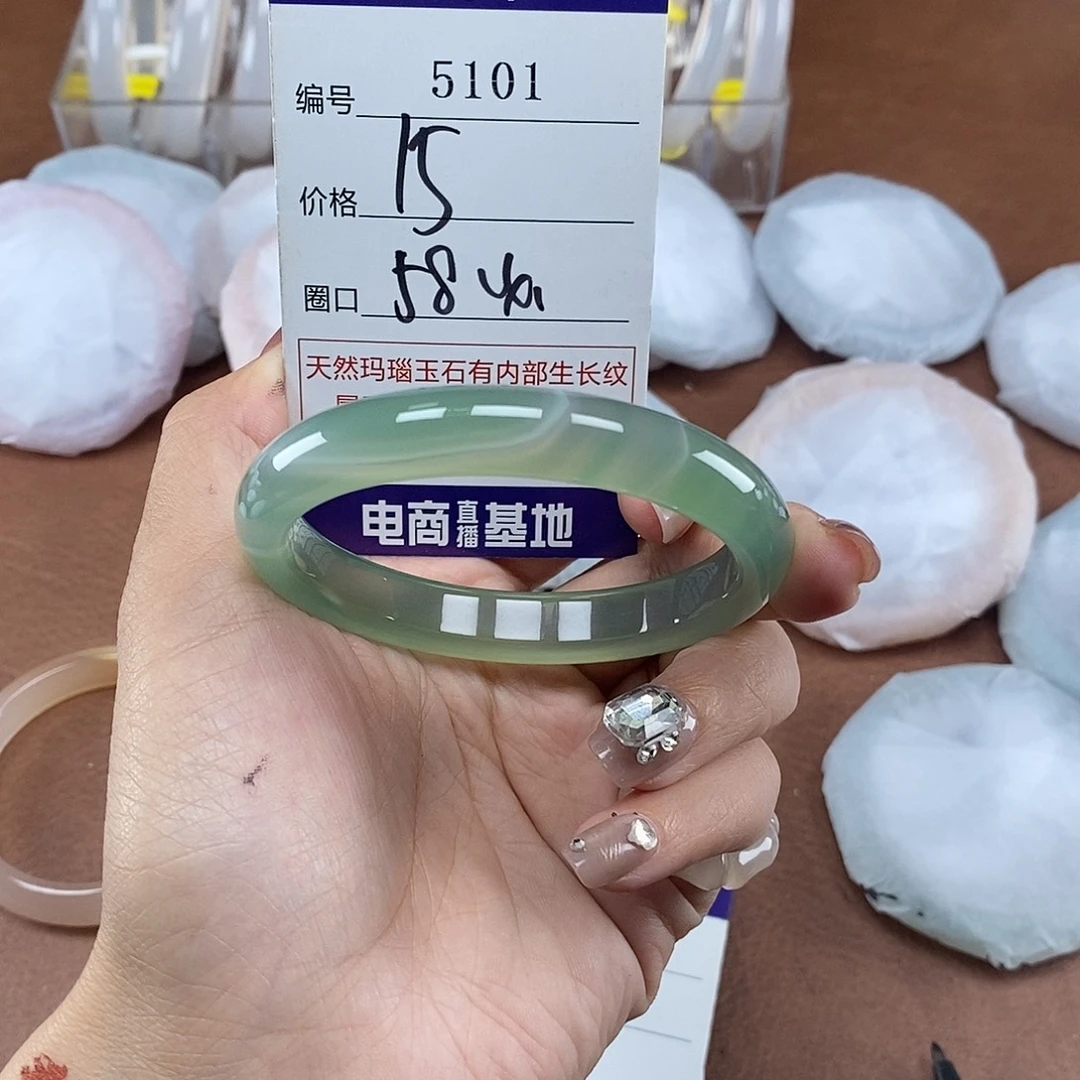 编号 5101
价格 15
圈口 58
天然玛瑙玉石有内部生长纹
电商直播基地